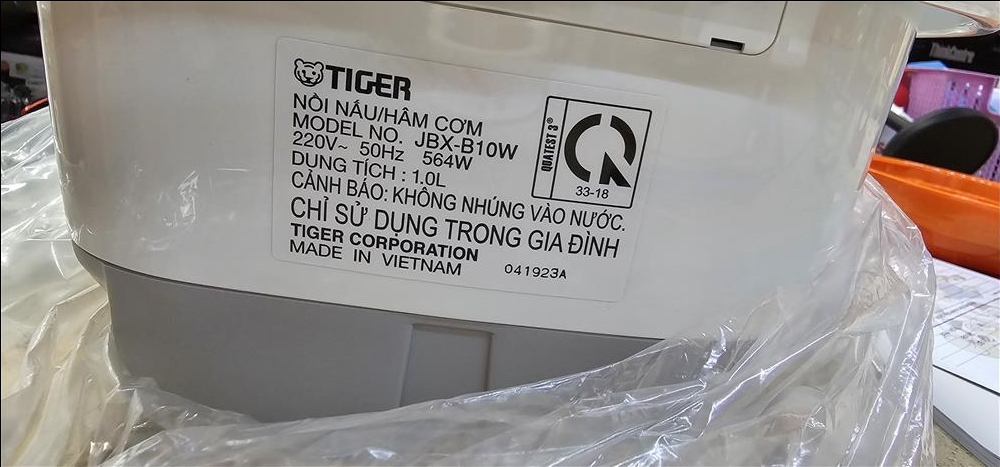 TIGER
NỒI NẤU/HÂM CƠM
MODEL NO. JBX-B10W
220V~ 50Hz 564W
DUNG TÍCH : 1.0L
CẢNH BÁO: KHÔNG NHÚNG VÀO NƯỚC.
CHỈ SỬ DỤNG TRONG GIA ĐÌNH
TIGER CORPORATION
MADE IN VIETNAM
041923A
QUATEST 3®
33-18
ThinkCentre